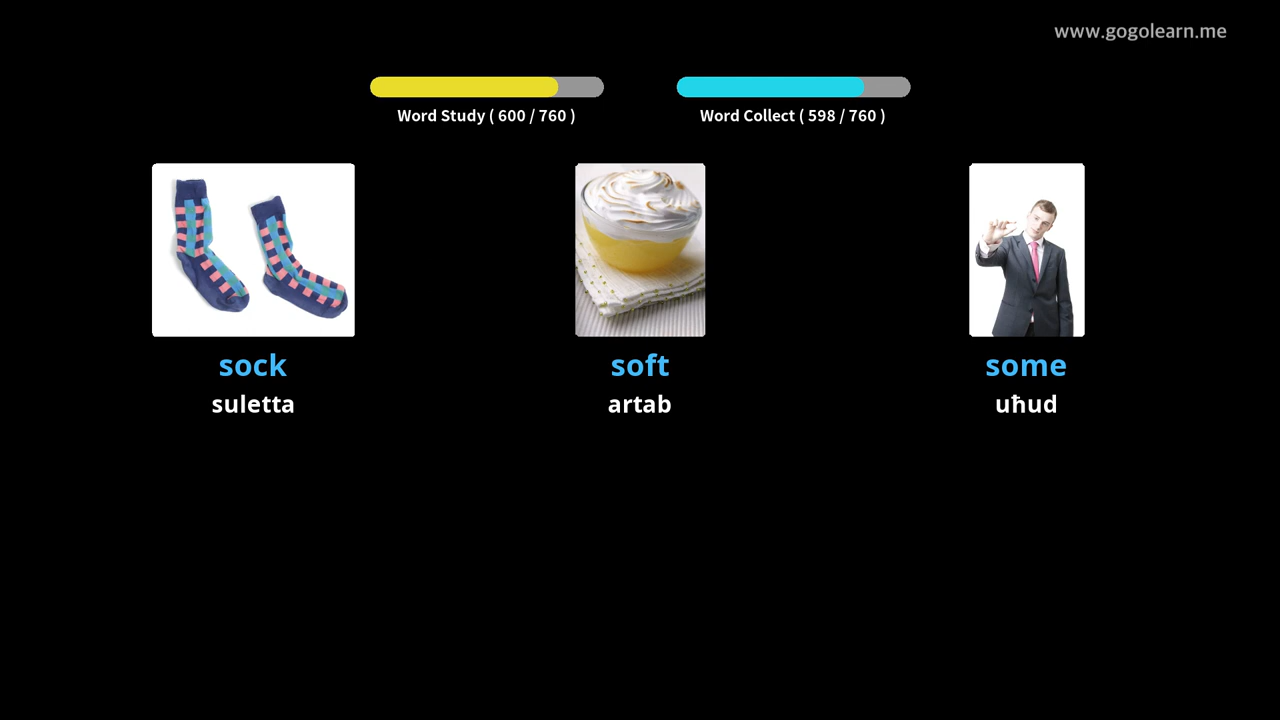 www.gogolearn.me
Word Study ( 600 / 760 )
Word Collect ( 598 / 760 )
sock
soft
some
suletta
artab
uħud